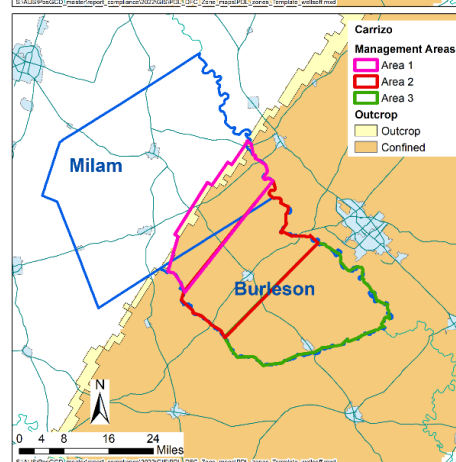 Carrizo
Management Areas
Area 1
Area 2
Area 3
Outcrop
Outcrop
Confined
Milam
Burleson
N
0 4 8 16 24
Miles